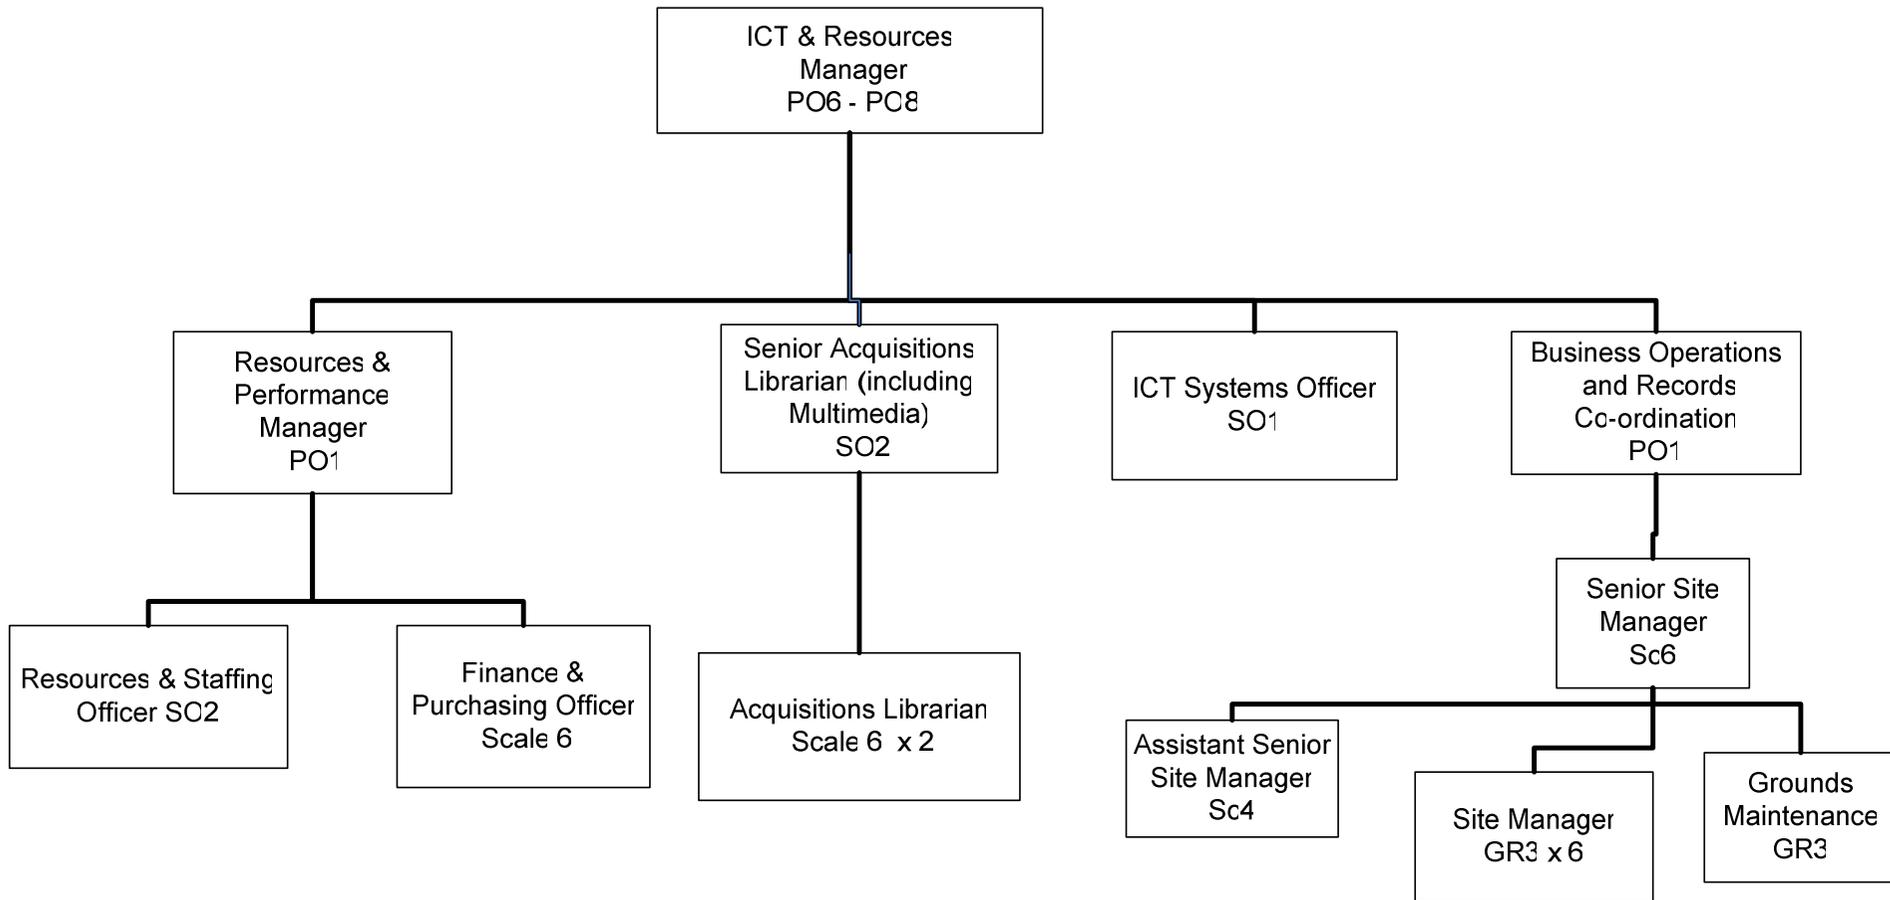 ICT & Resources
Manager
PO6 - PO8
Resources &
Performance
Manager
PO1
Senior Acquisitions
Librarian (including
Multimedia)
SO2
ICT Systems Officer
SO1
Business Operations
and Records
Co-ordination
PO1
Senior Site
Manager
Sc6
Resources & Staffing
Officer SO2
Finance &
Purchasing Officer
Scale 6
Acquisitions Librarian
Scale 6 x 2
Assistant Senior
Site Manager
Sc4
Site Manager
GR3 x 6
Grounds
Maintenance
GR3